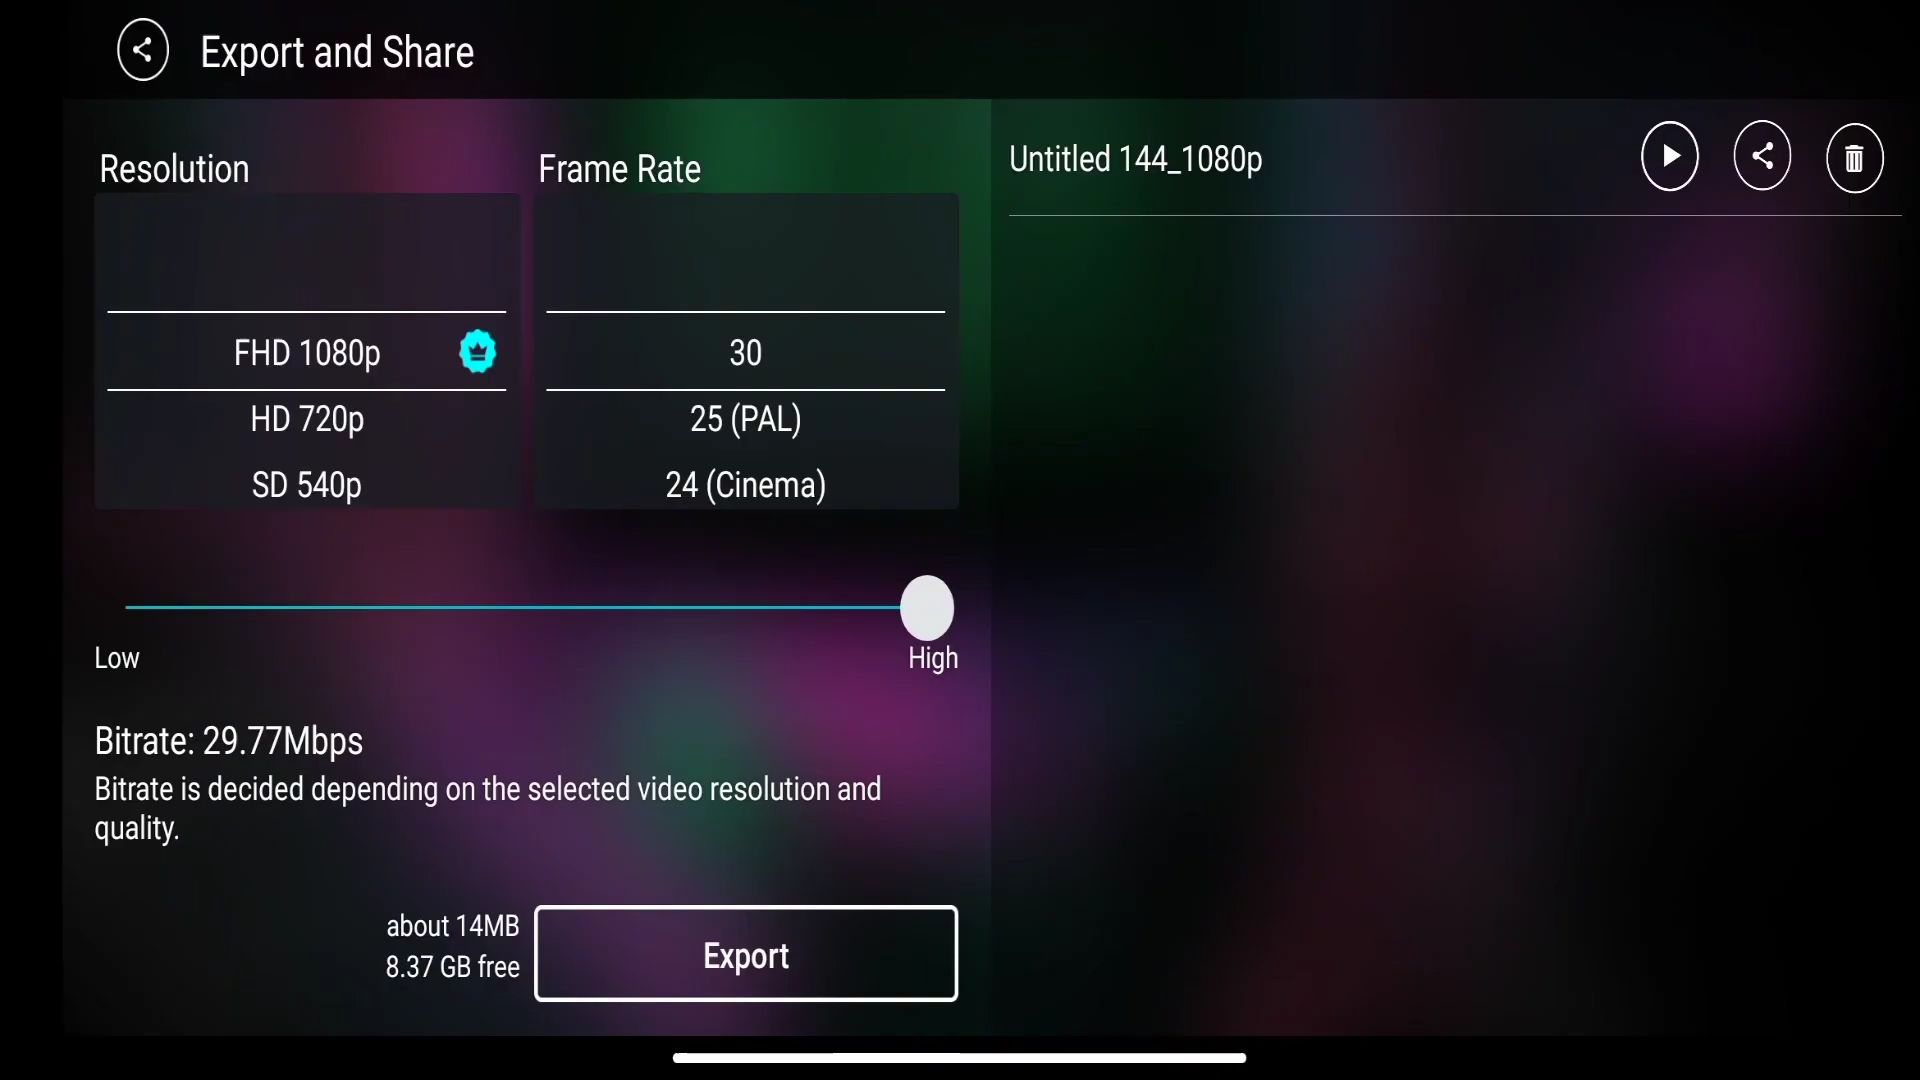 Export and Share
Resolution
FHD 1080p
HD 720p
SD 540p
Frame Rate
30
25 (PAL)
24 (Cinema)
Low
High
Bitrate: 29.77Mbps
Bitrate is decided depending on the selected video resolution and
quality.
about 14MB
8.37 GB free
Export
Untitled 144_1080p